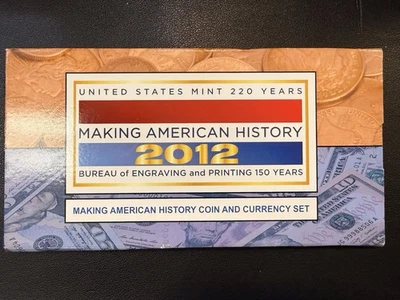 UNITED STATES MINT 220 YEARS
MAKING AMERICAN HISTORY
2012
BUREAU of ENGRAVING and PRINTING 150 YEARS
MAKING AMERICAN HISTORY COIN AND CURRENCY SET